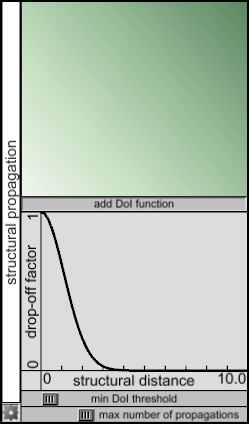 structural propagation
add DoI function
drop-off factor
1
0
0
structural distance
10.0
min DoI threshold
max number of propagations